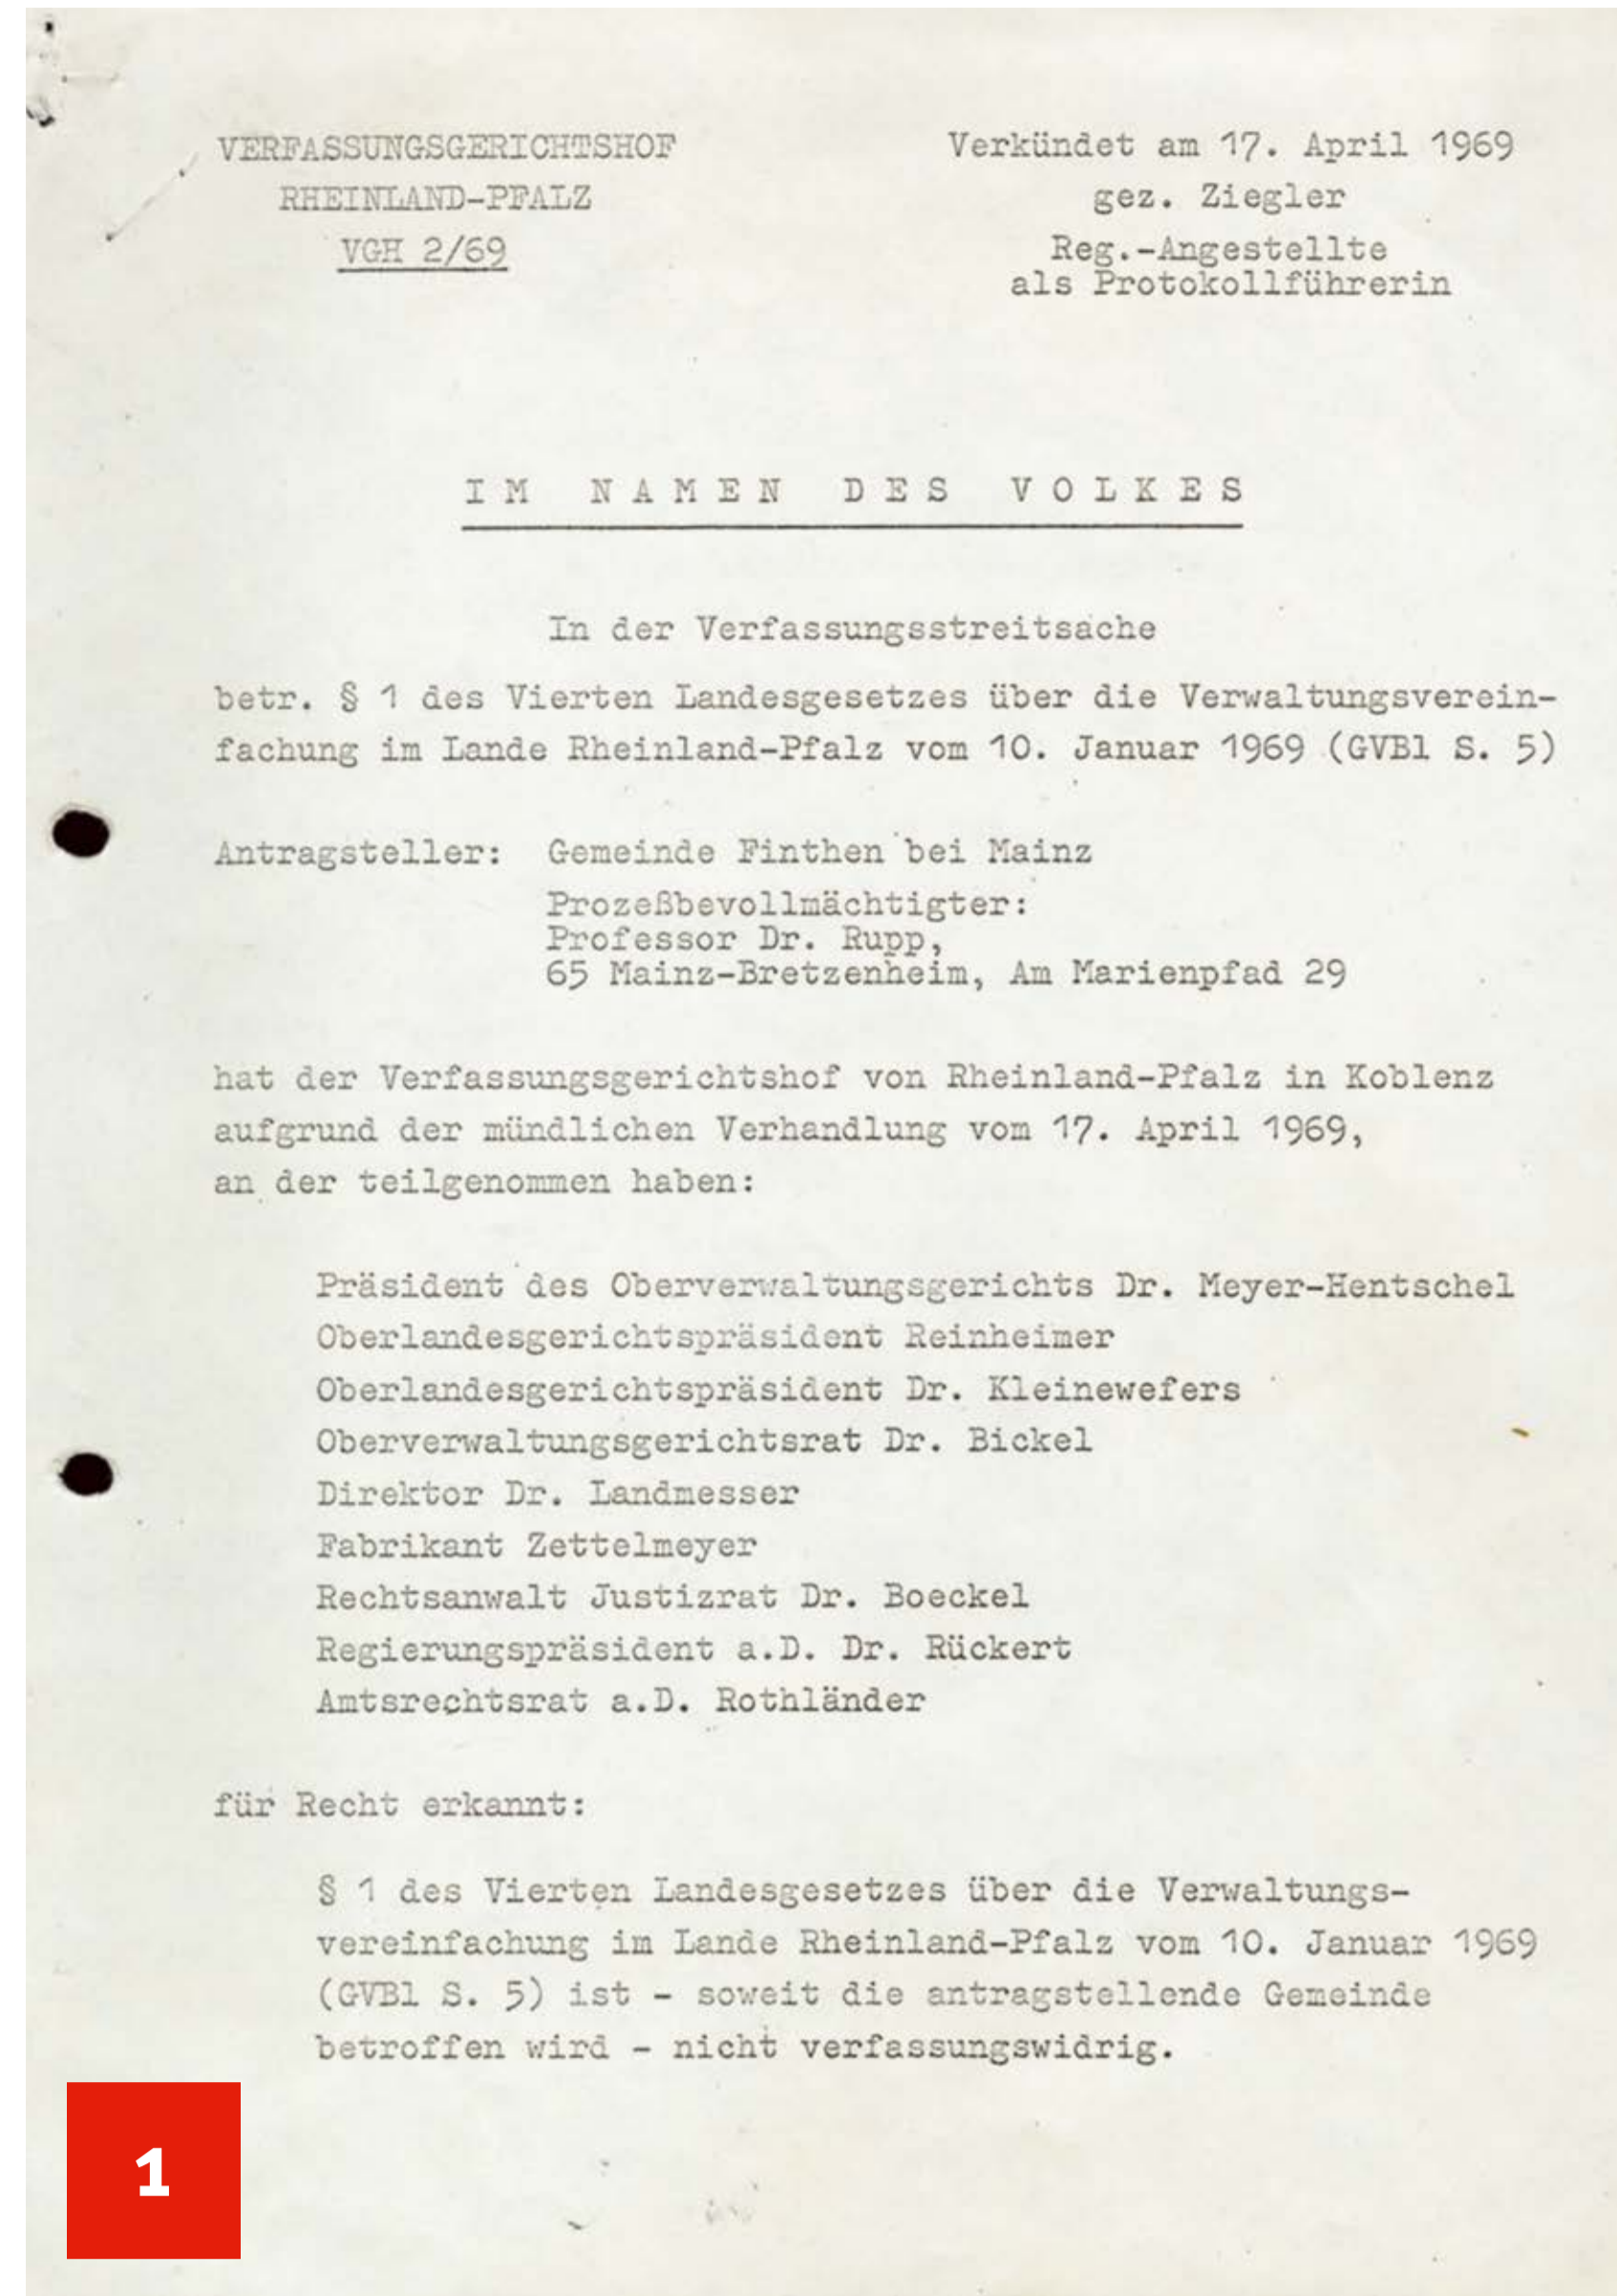 VERFASSUNGSGERICHTSHOF
RHEINLAND-PFALZ
VGH 2/69
Verkündet am 17. April 1969
gez. Ziegler
Reg.-Angestellte
als Protokollführerin
IM NAMEN DES VOLKES
In der Verfassungsstreitsache
betr. § 1 des Vierten Landesgesetzes über die Verwaltungsverein-
fachung im Lande Rheinland-Pfalz vom 10. Januar 1969 (GVBl S. 5)
Antragsteller: Gemeinde Finthen bei Mainz
Prozeßbevollmächtigter:
Professor Dr. Rupp,
65 Mainz-Bretzenheim, Am Marienpfad 29
hat der Verfassungsgerichtshof von Rheinland-Pfalz in Koblenz
aufgrund der mündlichen Verhandlung vom 17. April 1969,
an der teilgenommen haben:
Präsident des Oberverwaltungsgerichts Dr. Meyer-Hentschel
Oberlandesgerichtspräsident Reinheimer
Oberlandesgerichtspräsident Dr. Kleinewefers
Oberverwaltungsgerichtsrat Dr. Bickel
Direktor Dr. Landmesser
Fabrikant Zettelmeyer
Rechtsanwalt Justizrat Dr. Boeckel
Regierungspräsident a.D. Dr. Rückert
Amtsrechtsrat a.D. Rothländer
für Recht erkannt:
§ 1 des Vierten Landesgesetzes über die Verwaltungs-
vereinfachung im Lande Rheinland-Pfalz vom 10. Januar 1969
(GVBl S. 5) ist - soweit die antragstellende Gemeinde
betroffen wird - nicht verfassungswidrig.
1